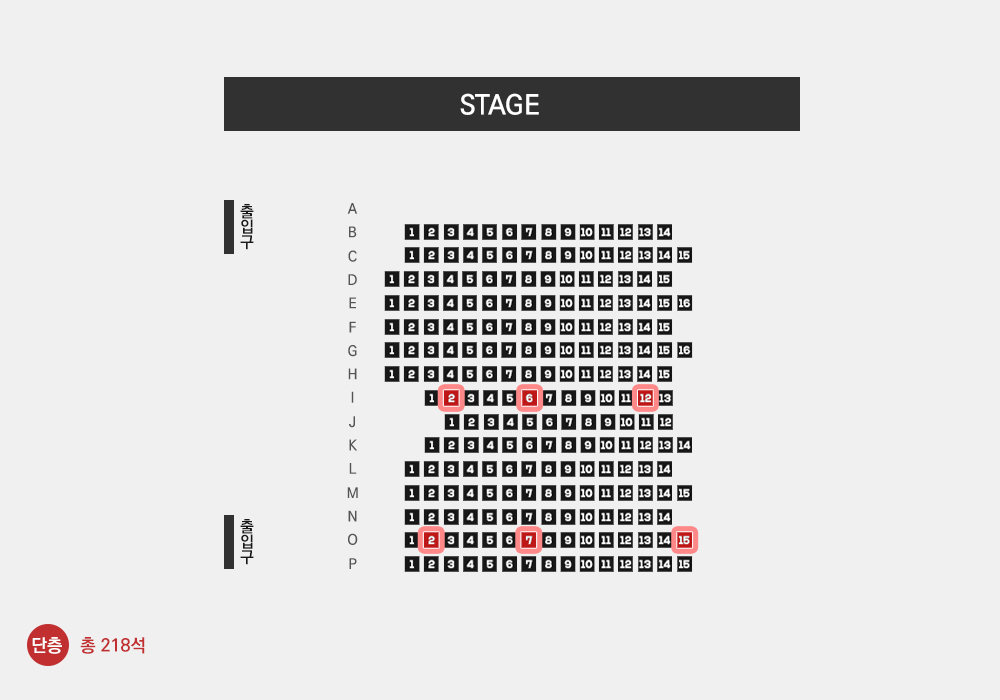 STAGE
출입구
A
B 1 2 3 4 5 6 7 8 9 10 11 12 13 14
C 1 2 3 4 5 6 7 8 9 10 11 12 13 14 15
D 1 2 3 4 5 6 7 8 9 10 11 12 13 14 15
E 1 2 3 4 5 6 7 8 9 10 11 12 13 14 15 16
F 1 2 3 4 5 6 7 8 9 10 11 12 13 14 15
G 1 2 3 4 5 6 7 8 9 10 11 12 13 14 15 16
H 1 2 3 4 5 6 7 8 9 10 11 12 13 14 15
I 1 2 3 4 5 6 7 8 9 10 11 12 13
J 1 2 3 4 5 6 7 8 9 10 11 12
K 1 2 3 4 5 6 7 8 9 10 11 12 13 14
L 1 2 3 4 5 6 7 8 9 10 11 12 13 14
M 1 2 3 4 5 6 7 8 9 10 11 12 13 14 15
N 1 2 3 4 5 6 7 8 9 10 11 12 13 14
출입구
O 1 2 3 4 5 6 7 8 9 10 11 12 13 14 15
P 1 2 3 4 5 6 7 8 9 10 11 12 13 14 15
단층 총 218석